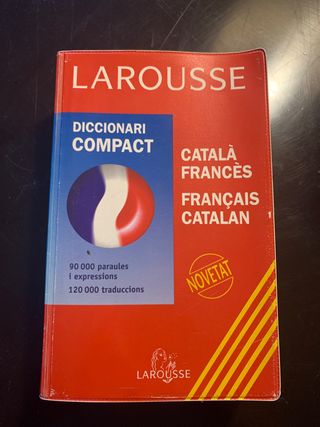 LAROUSSE
DICCIONARI
COMPACT
CATALÀ
FRANCÈS
FRANÇAIS
CATALAN
90 000 paraules
i expressions
120 000 traduccions
NOVETAT
LAROUSSE